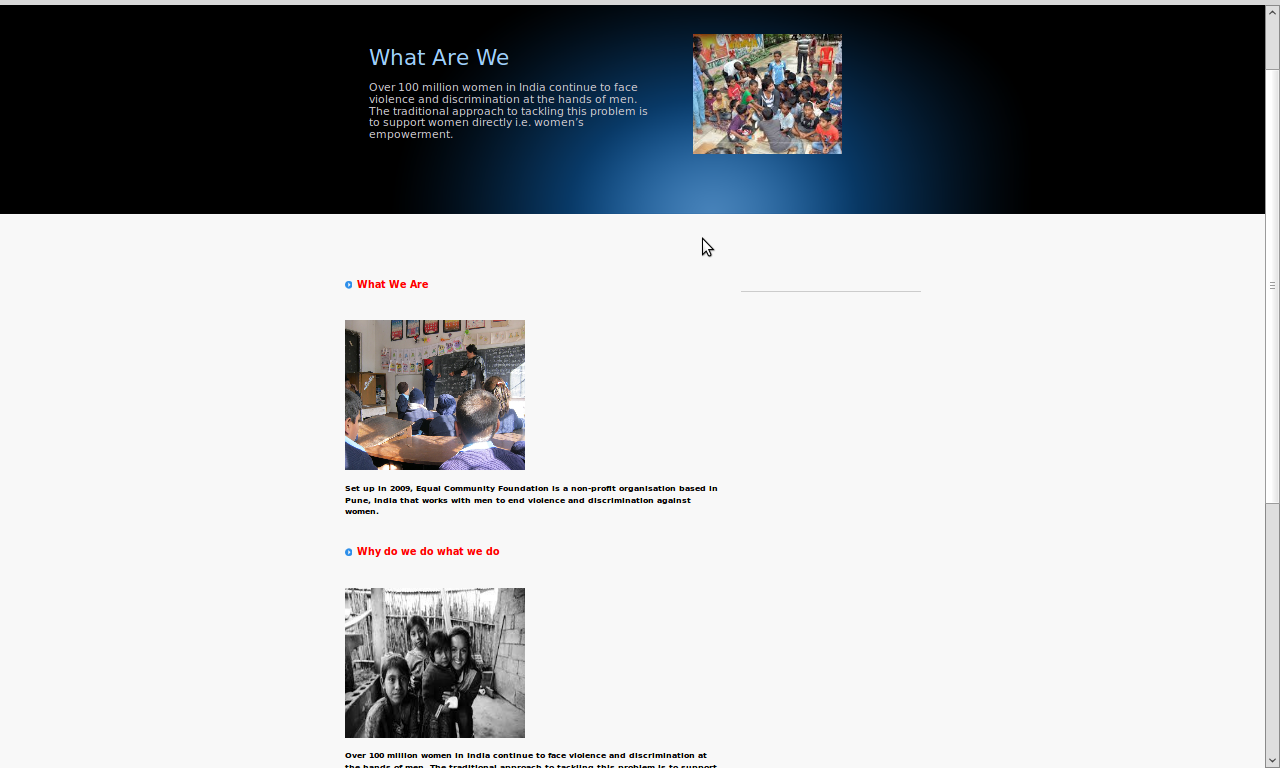 What Are We
Over 100 million women in India continue to face
violence and discrimination at the hands of men.
The traditional approach to tackling this problem is
to support women directly i.e. women’s
empowerment.
What We Are
Set up in 2009, Equal Community Foundation is a non-profit organisation based in
Pune, India that works with men to end violence and discrimination against
women.
Why do we do what we do
Over 100 million women in India continue to face violence and discrimination at
the hands of men. The traditional approach to tackling this problem is to support